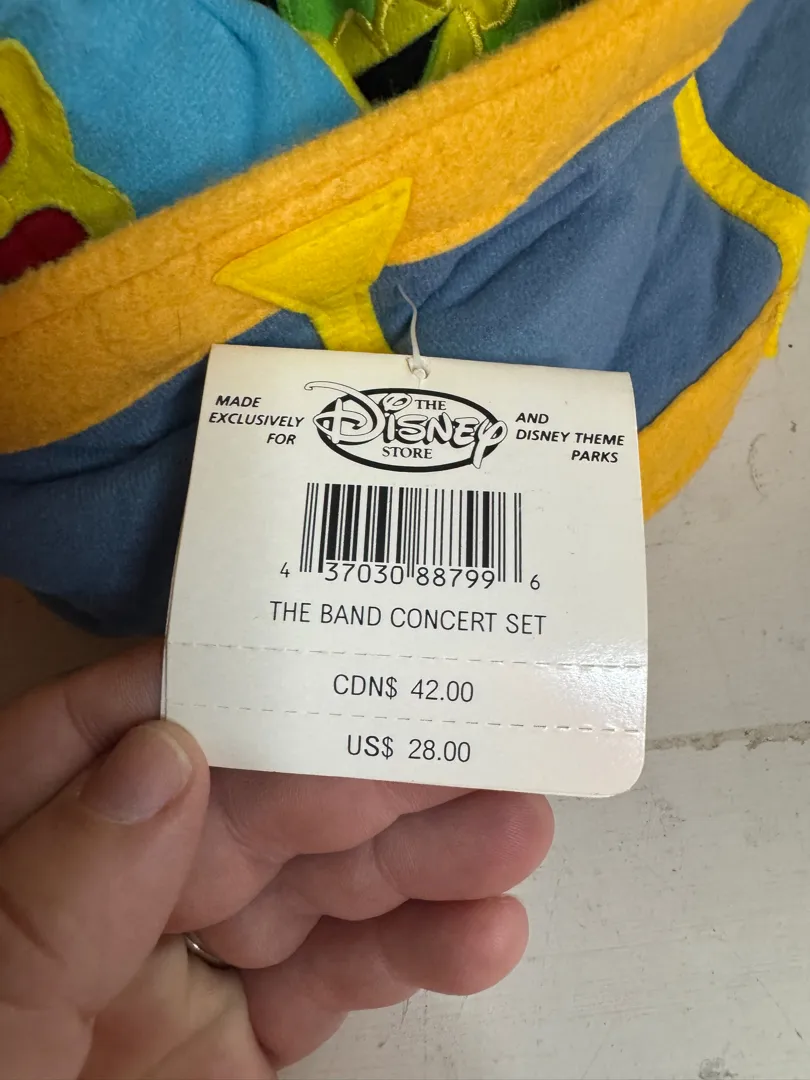 MADE
EXCLUSIVELY
FOR
THE
DISNEY
STORE
AND
DISNEY THEME
PARKS
4 37030 88799 6
THE BAND CONCERT SET
CDN$ 42.00
US$ 28.00